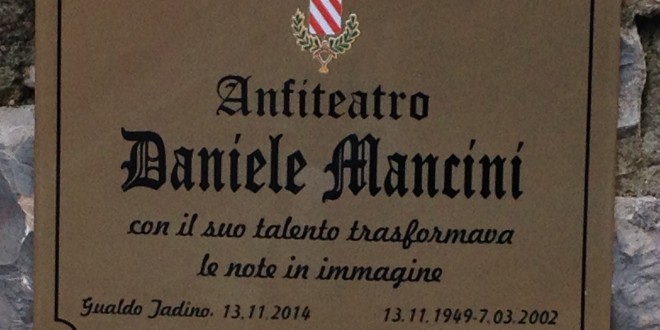 Anfiteatro
Daniele Mancini
con il suo talento trasformava
le note in immagine
Gualdo Tadino. 13.11.2014 13.11.1949-7.03.2002